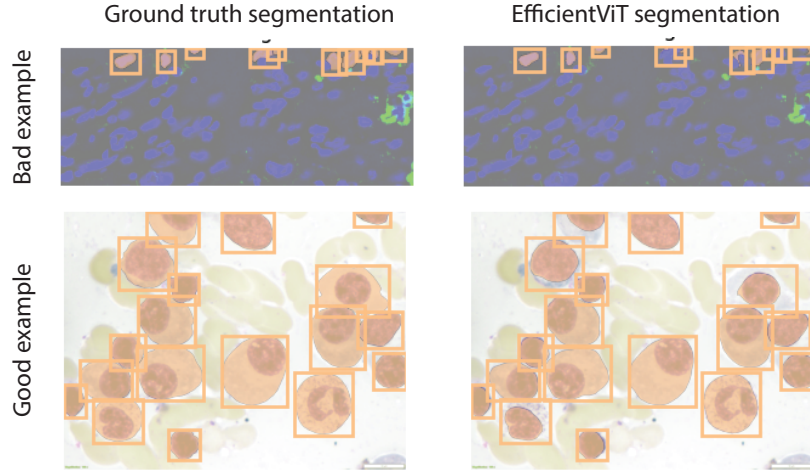 Ground truth segmentation
EfficientViT segmentation
Bad example
Good example